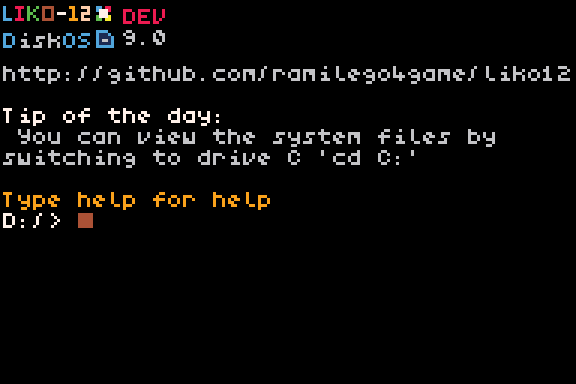 LIKO-12 DEV
DiskOS 9.0
http://github.com/ramilego4game/liko12
Tip of the day:
You can view the system files by
switching to drive C 'cd C:'
Type help for help
D:/>